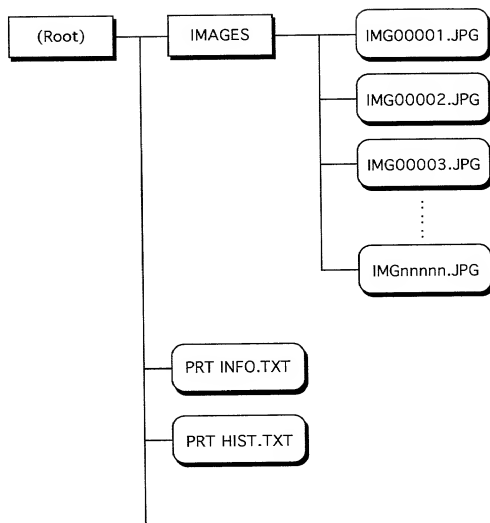 (Root)
IMAGES
IMG00001.JPG
IMG00002.JPG
IMG00003.JPG
IMGnnnnn.JPG
PRT INFO.TXT
PRT HIST.TXT